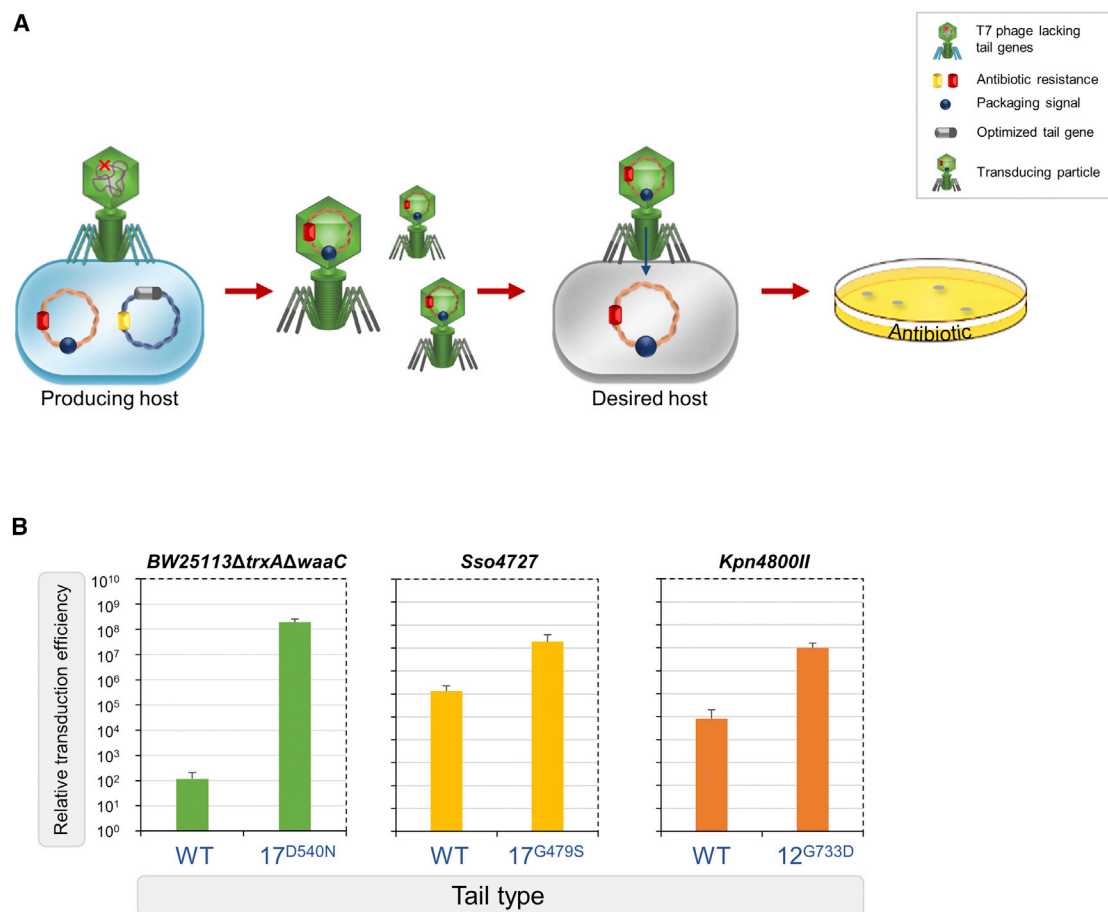 A
T7 phage lacking
tail genes
Antibiotic resistance
Packaging signal
Optimized tail gene
Transducing particle
Producing host
Desired host
Antibiotic
B
BW25113ΔtrxAΔwaaC
Sso4727
Kpn4800II
Relative transduction efficiency
10¹⁰
10⁹
10⁸
10⁷
10⁶
10⁵
10⁴
10³
10²
10¹
10⁰
WT 17ᴰ⁵⁴⁰ᴺ
WT 17ᴳ⁴⁷⁹ˢ
WT 12ᴳ⁷³³ᴰ
Tail type